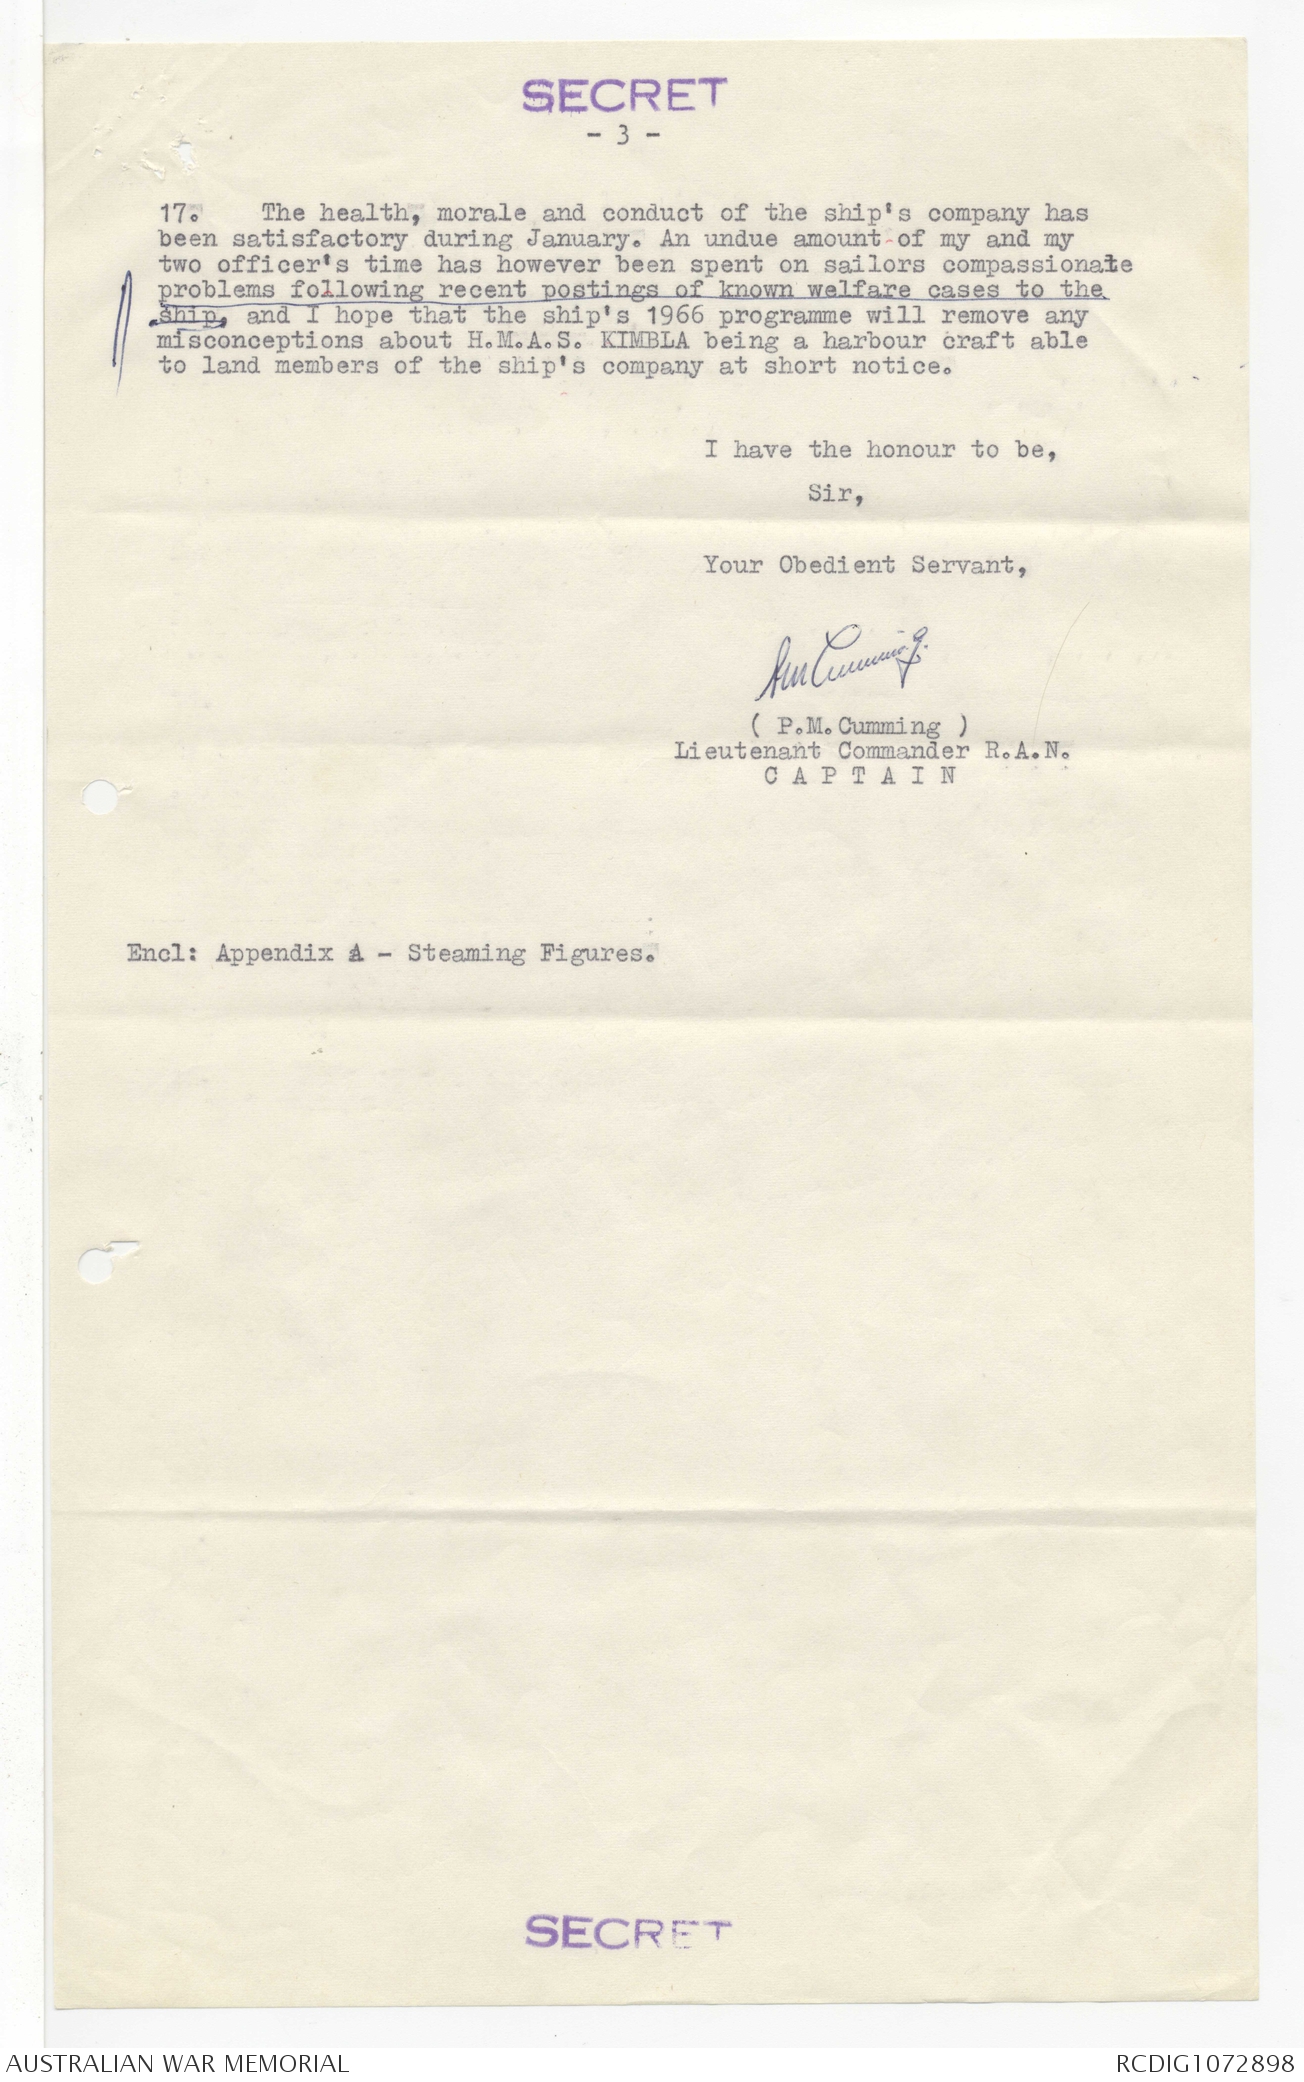 SECRET
- 3 -
17. The health, morale and conduct of the ship's company has
been satisfactory during January. An undue amount of my and my
two officer's time has however been spent on sailors compassionate
problems following recent postings of known welfare cases to the
ship, and I hope that the ship's 1966 programme will remove any
misconceptions about H.M.A.S. KIMBLA being a harbour craft able
to land members of the ship's company at short notice.
I have the honour to be,
Sir,
Your Obedient Servant,
PM Cumming.
( P.M.Cumming )
Lieutenant Commander R.A.N.
C A P T A I N
Encl: Appendix A - Steaming Figures.
SECRET
AUSTRALIAN WAR MEMORIAL
RCDIG1072898